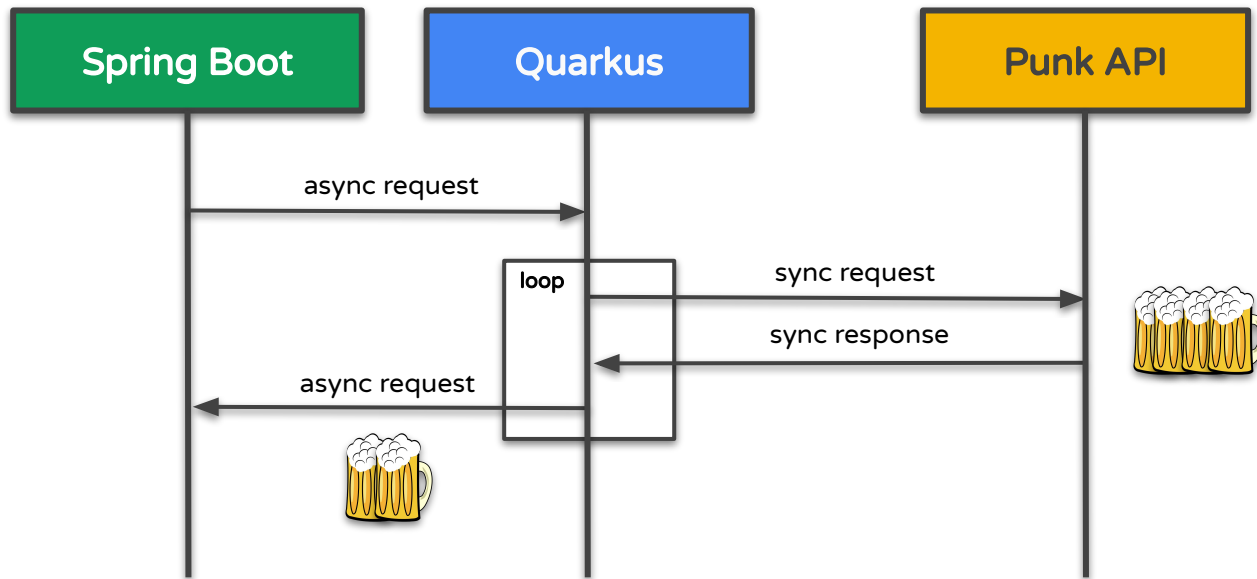 Spring Boot
Quarkus
Punk API
async request
loop
sync request
sync response
async request